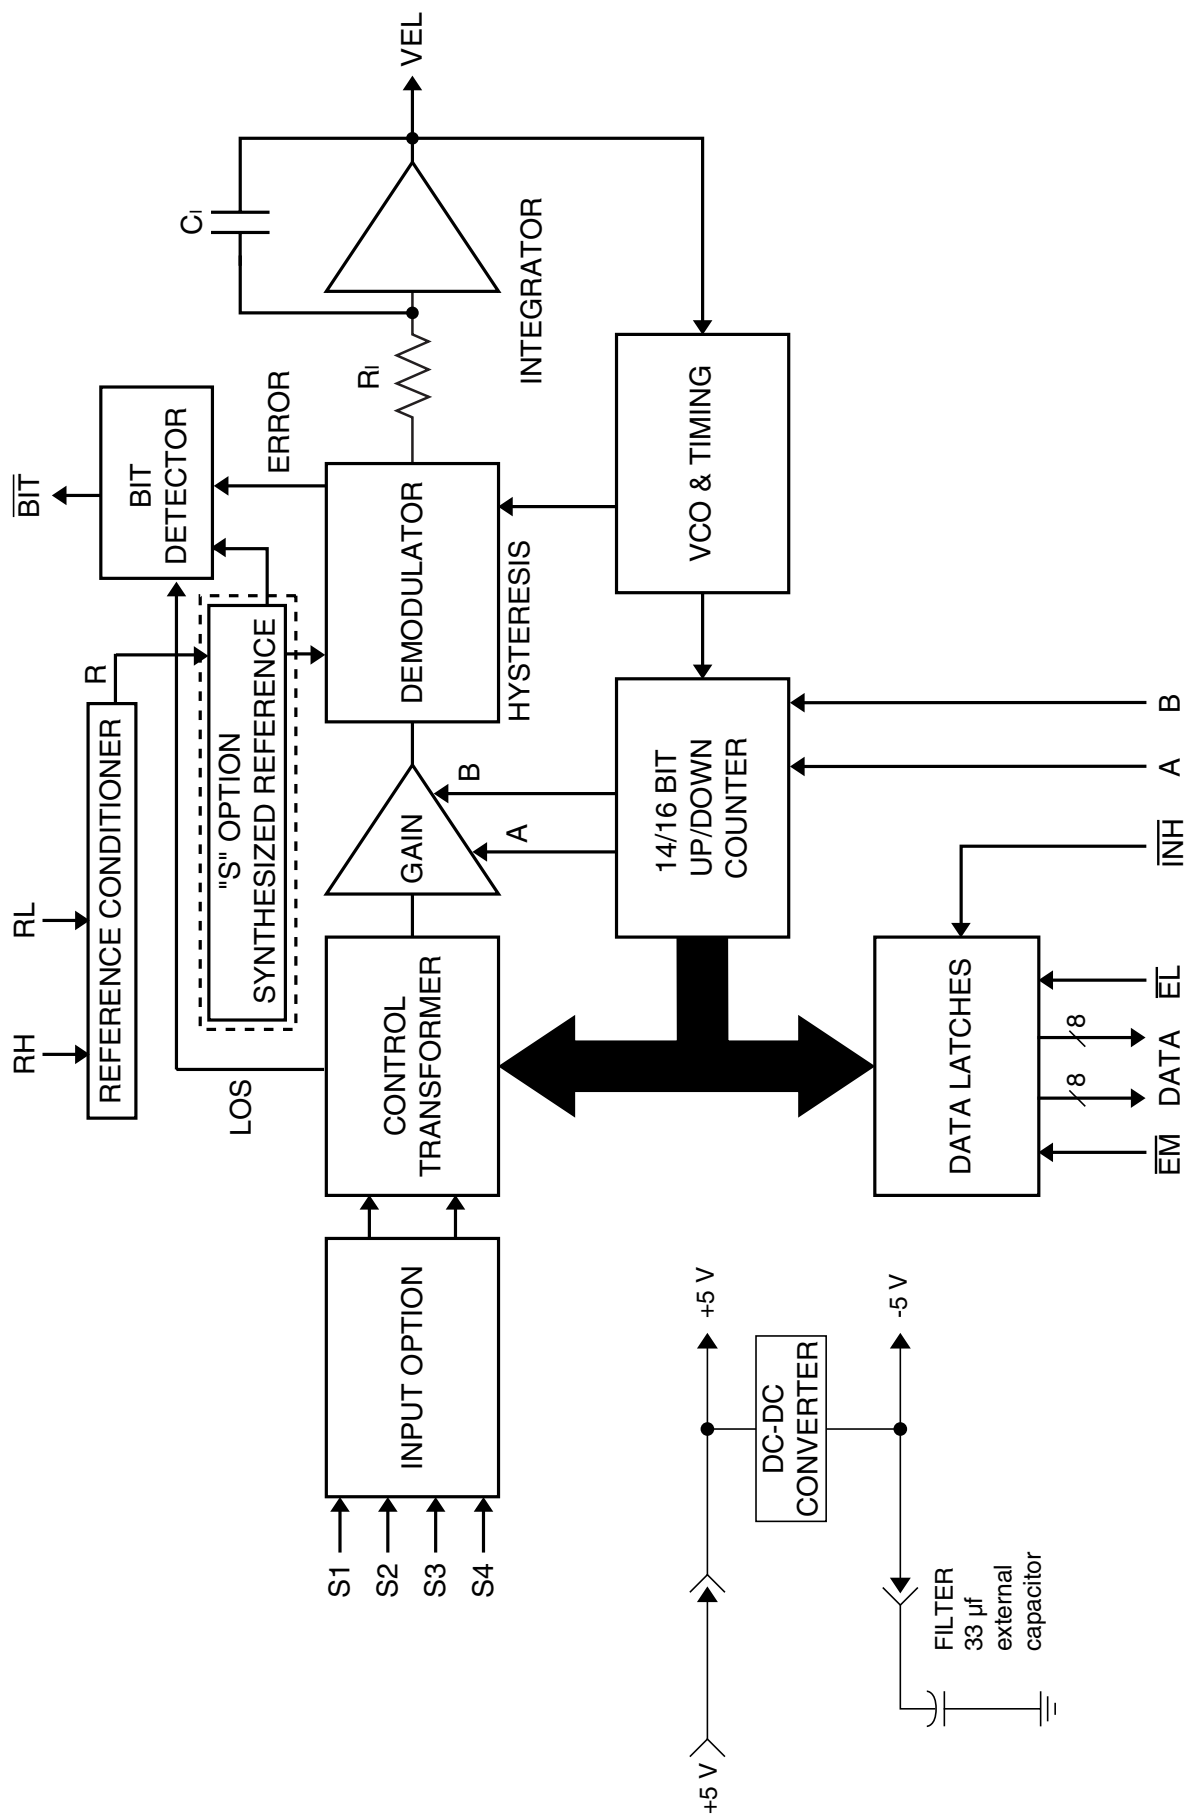 RH
RL
REFERENCE CONDITIONER
R
BIT
BIT
DETECTOR
"S" OPTION
SYNTHESIZED REFERENCE
LOS
ERROR
CI
S1
S2
S3
S4
INPUT OPTION
CONTROL
TRANSFORMER
GAIN
DEMODULATOR
RI
VEL
INTEGRATOR
HYSTERESIS
A
B
14/16 BIT
UP/DOWN
COUNTER
VCO & TIMING
DATA LATCHES
8
8
EM
DATA
EL
INH
A
B
+5 V
+5 V
DC-DC
CONVERTER
-5 V
FILTER
33 µf
external
capacitor